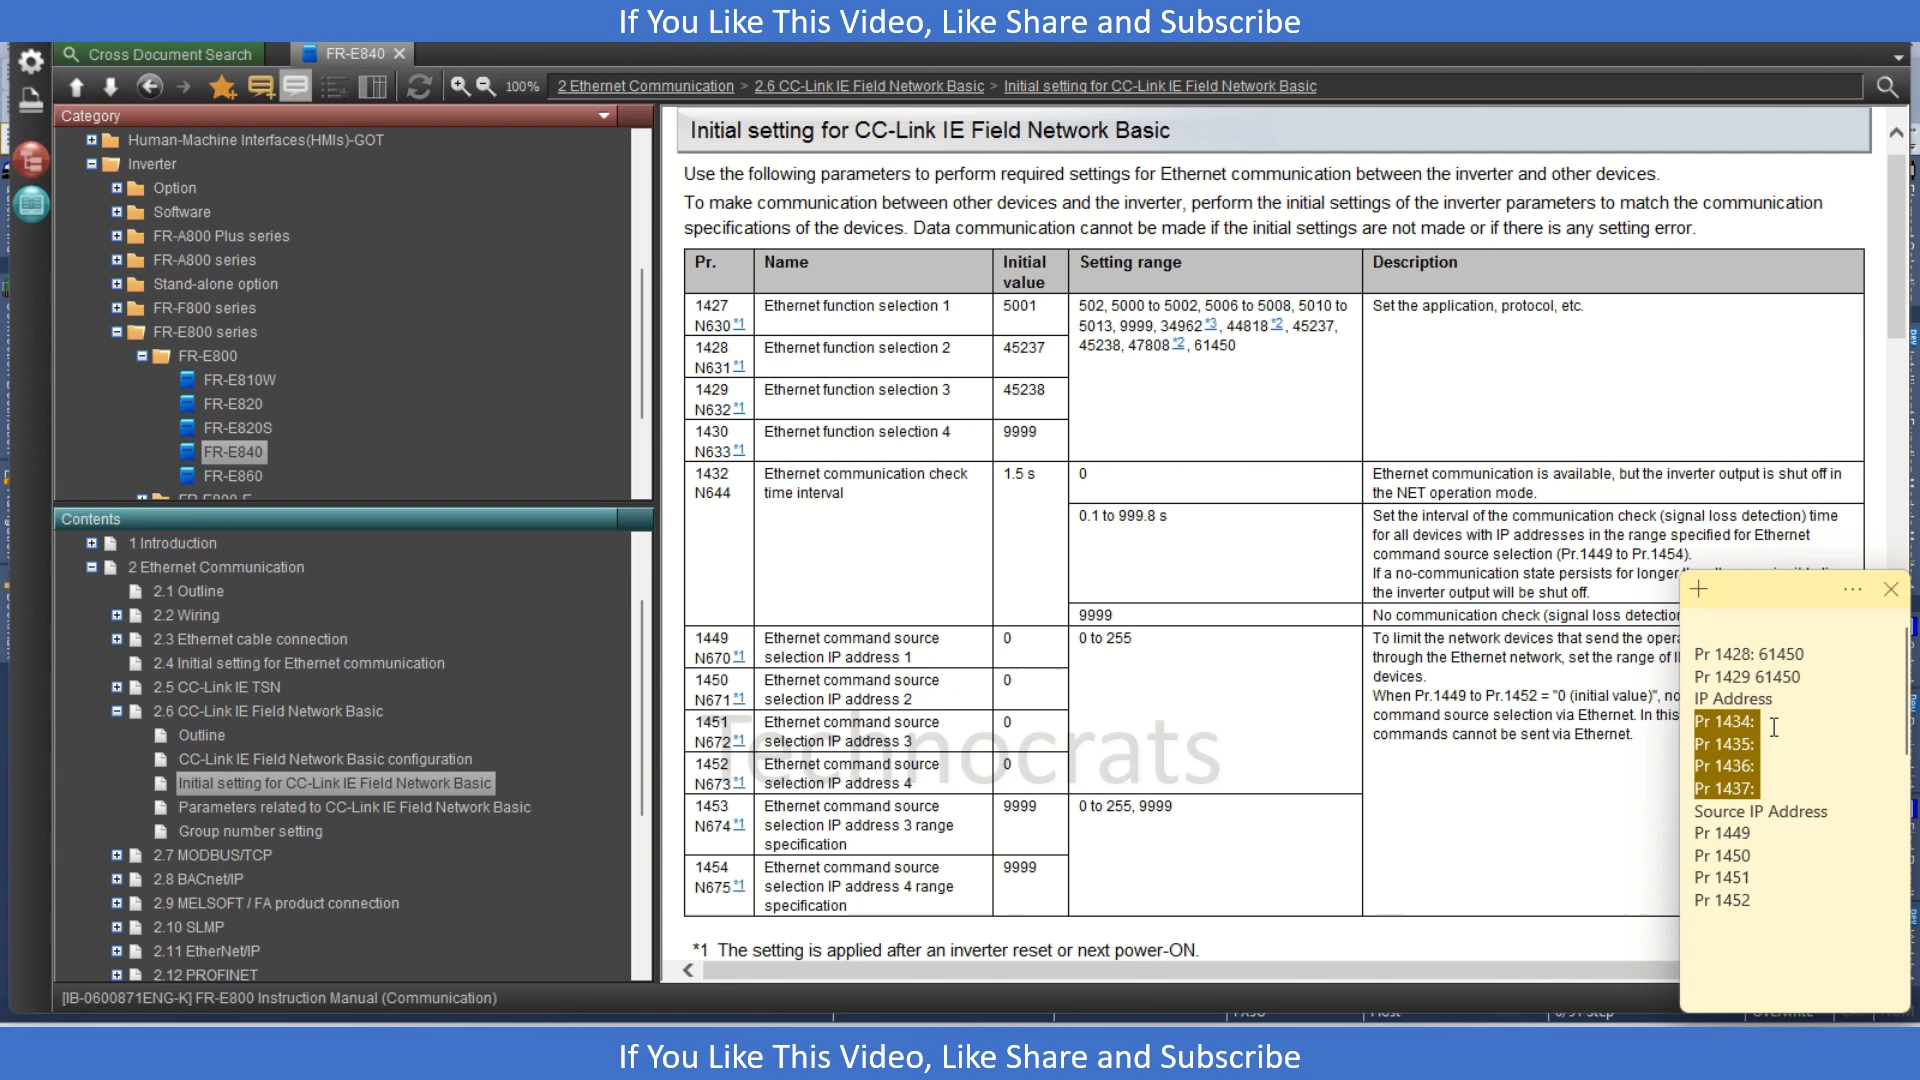 If You Like This Video, Like Share and Subscribe
Cross Document Search
FR-E840
100%
2 Ethernet Communication > 2.6 CC-Link IE Field Network Basic > Initial setting for CC-Link IE Field Network Basic
Category
Human-Machine Interfaces(HMIs)-GOT
Inverter
Option
Software
FR-A800 Plus series
FR-A800 series
Stand-alone option
FR-F800 series
FR-E800 series
FR-E800
FR-E810W
FR-E820
FR-E820S
FR-E840
FR-E860
Contents
1 Introduction
2 Ethernet Communication
2.1 Outline
2.2 Wiring
2.3 Ethernet cable connection
2.4 Initial setting for Ethernet communication
2.5 CC-Link IE TSN
2.6 CC-Link IE Field Network Basic
Outline
CC-Link IE Field Network Basic configuration
Initial setting for CC-Link IE Field Network Basic
Parameters related to CC-Link IE Field Network Basic
Group number setting
2.7 MODBUS/TCP
2.8 BACnet/IP
2.9 MELSOFT / FA product connection
2.10 SLMP
2.11 EtherNet/IP
2.12 PROFINET
[IB-0600871ENG-K] FR-E800 Instruction Manual (Communication)
Initial setting for CC-Link IE Field Network Basic
Use the following parameters to perform required settings for Ethernet communication between the inverter and other devices.
To make communication between other devices and the inverter, perform the initial settings of the inverter parameters to match the communication
specifications of the devices. Data communication cannot be made if the initial settings are not made or if there is any setting error.
Pr. Name Initial value Setting range Description
1427 N630 *1 Ethernet function selection 1 5001
502, 5000 to 5002, 5006 to 5008, 5010 to
5013, 9999, 34962 *3, 44818 *2, 45237,
45238, 47808 *2, 61450
Set the application, protocol, etc.
1428 N631 *1 Ethernet function selection 2 45237
1429 N632 *1 Ethernet function selection 3 45238
1430 N633 *1 Ethernet function selection 4 9999
1432 N644 Ethernet communication check time interval 1.5 s
0 Ethernet communication is available, but the inverter output is shut off in
the NET operation mode.
0.1 to 999.8 s Set the interval of the communication check (signal loss detection) time
for all devices with IP addresses in the range specified for Ethernet
command source selection (Pr.1449 to Pr.1454).
If a no-communication state persists for longer
the inverter output will be shut off.
9999 No communication check (signal loss detection
1449 N670 *1 Ethernet command source selection IP address 1 0 0 to 255
To limit the network devices that send the
through the Ethernet network, set the range of
devices.
When Pr.1449 to Pr.1452 = "0 (initial value)", no
command source selection via Ethernet. In this
commands cannot be sent via Ethernet.
1450 N671 *1 Ethernet command source selection IP address 2 0
1451 N672 *1 Ethernet command source selection IP address 3 0
1452 N673 *1 Ethernet command source selection IP address 4 0
1453 N674 *1 Ethernet command source selection IP address 3 range specification 9999 0 to 255, 9999
1454 N675 *1 Ethernet command source selection IP address 4 range specification 9999
Technocrats
*1 The setting is applied after an inverter reset or next power-ON.
Pr 1428: 61450
Pr 1429 61450
IP Address
Pr 1434:
Pr 1435:
Pr 1436:
Pr 1437:
Source IP Address
Pr 1449
Pr 1450
Pr 1451
Pr 1452
If You Like This Video, Like Share and Subscribe